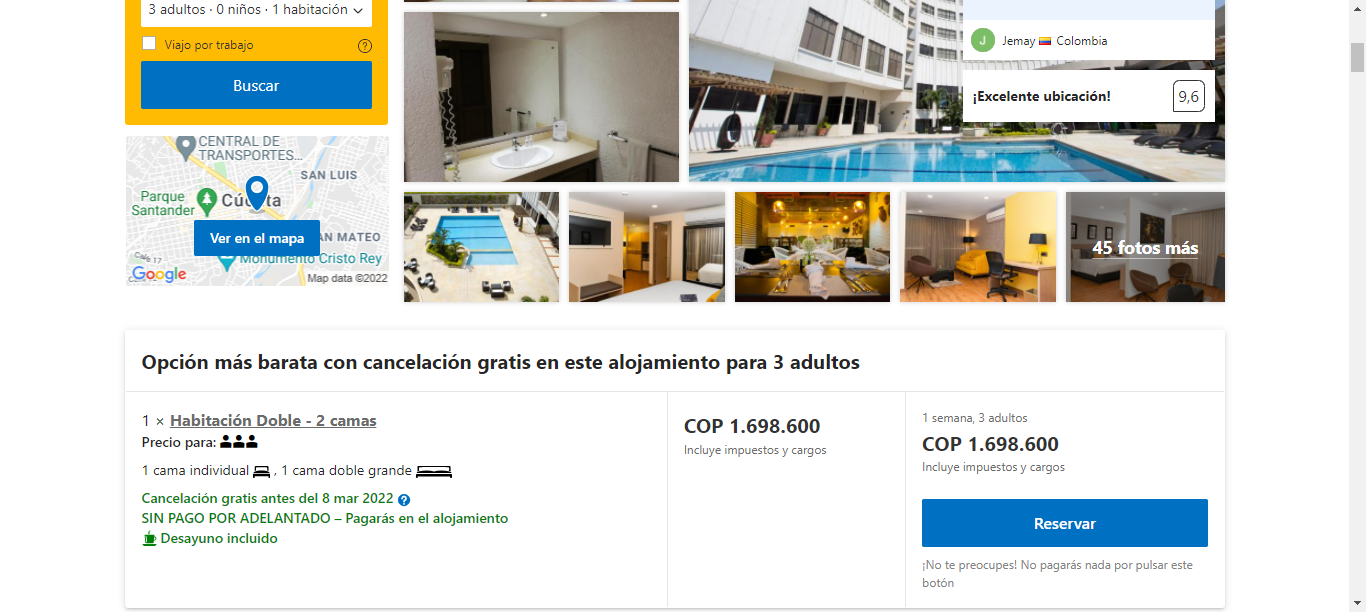 3 adultos · 0 niños · 1 habitación
Viajo por trabajo
Buscar
J
Jemay Colombia
¡Excelente ubicación!
9,6
CENTRAL DE
TRANSPORTES...
SAN LUIS
Parque
Santander
Ver en el mapa
AN MATEO
Calle 17
Monumento Cristo Rey
Google
Map data ©2022
45 fotos más
Opción más barata con cancelación gratis en este alojamiento para 3 adultos
1 × Habitación Doble - 2 camas
Precio para:
1 cama individual , 1 cama doble grande
Cancelación gratis antes del 8 mar 2022
SIN PAGO POR ADELANTADO – Pagarás en el alojamiento
Desayuno incluido
COP 1.698.600
Incluye impuestos y cargos
1 semana, 3 adultos
COP 1.698.600
Incluye impuestos y cargos
Reservar
¡No te preocupes! No pagarás nada por pulsar este
botón